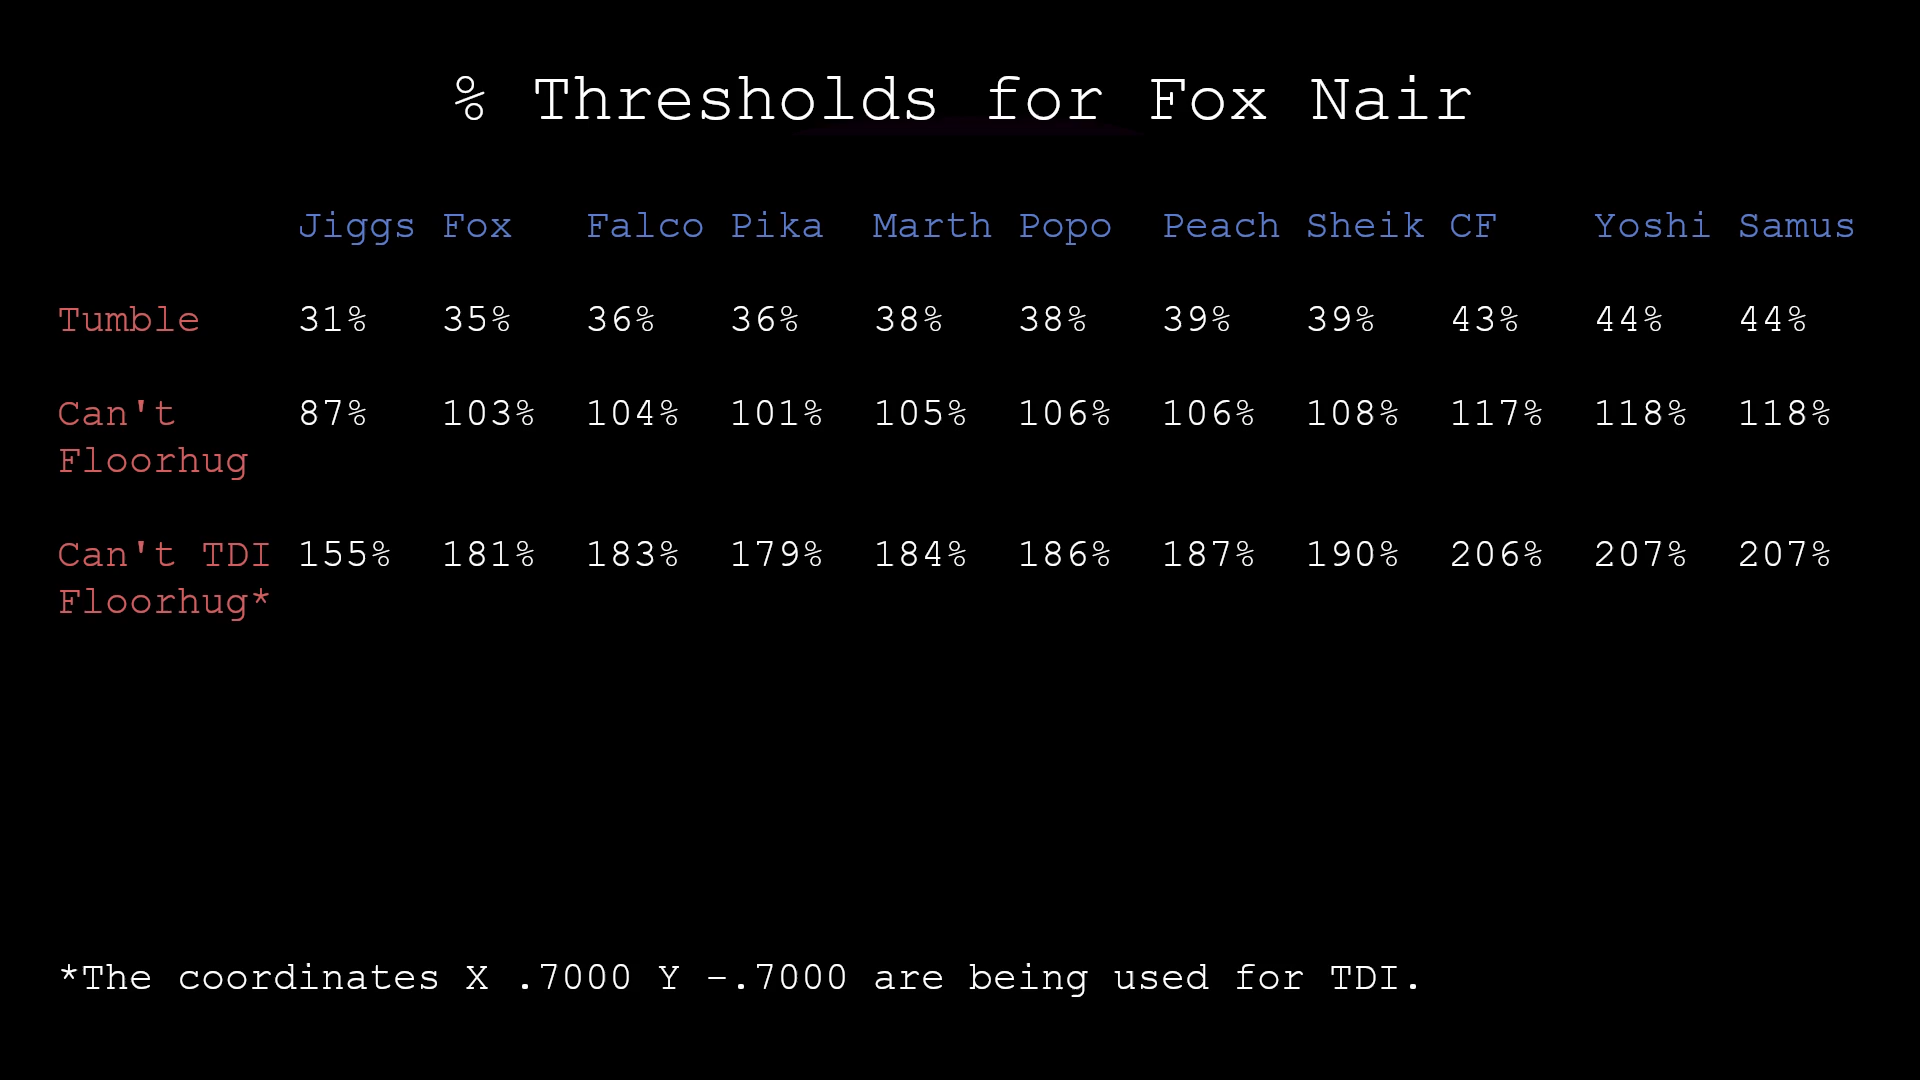 % Thresholds for Fox Nair
Jiggs Fox Falco Pika Marth Popo Peach Sheik CF Yoshi Samus
Tumble 31% 35% 36% 36% 38% 38% 39% 39% 43% 44% 44%
Can't 87% 103% 104% 101% 105% 106% 106% 108% 117% 118% 118%
Floorhug
Can't TDI 155% 181% 183% 179% 184% 186% 187% 190% 206% 207% 207%
Floorhug*
*The coordinates X .7000 Y -.7000 are being used for TDI.